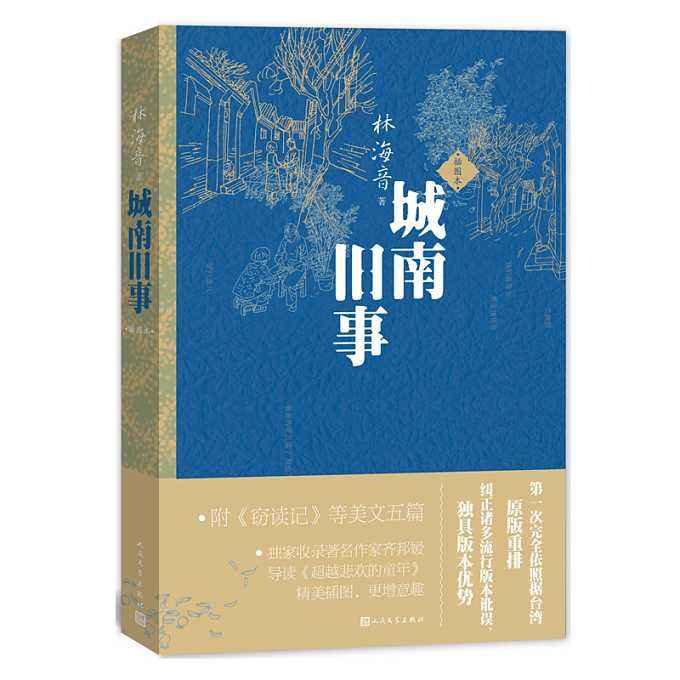 林海音
著
城南旧事
插图本
林海音 著
插图本
城南
旧事
•附《窃读记》等美文五篇
•独家收录著名作家齐邦媛
导读《超越悲欢的童年》
精美插图，更增意趣
第一次完全依照据台湾
原版重排
纠正诸多流行版本讹误，
独具版本优势
人民文学出版社